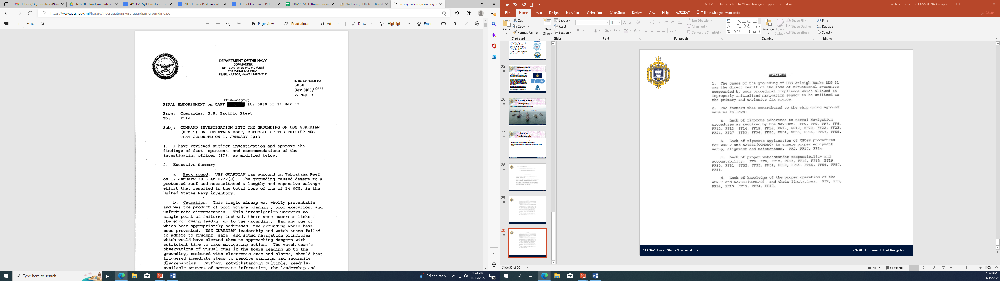 Inbox (230) - rwilhelm@us
NN220 - Fundamentals of
AY 2023 Syllabus.docx - Go
2019 Officer Professional C
Draft of Combined PCC - G
NN220 SKED Brainstormin
Welcome, ROBERT – Black
uss-guardian-grounding.p
https://www.jag.navy.mil/library/investigations/uss-guardian-grounding.pdf
1 of 160
Page view
Read aloud
Add text
Draw
Highlight
Erase
DEPARTMENT OF THE NAVY
COMMANDER
UNITED STATES PACIFIC FLEET
250 MAKALAPA DRIVE
PEARL HARBOR, HAWAII 96860-3131
IN REPLY REFER TO:
5830
Ser N00/ 0639
22 May 13
EXE (b)(6)&(b)(7)(C)
FINAL ENDORSEMENT on CAPT ltr 5830 of 11 Mar 13
From: Commander, U.S. Pacific Fleet
To: File
Subj: COMMAND INVESTIGATION INTO THE GROUNDING OF USS GUARDIAN
(MCM 5) ON TUBBATAHA REEF, REPUBLIC OF THE PHILIPPINES
THAT OCCURRED ON 17 JANUARY 2013
1. I have reviewed subject investigation and approve the
findings of fact, opinions, and recommendations of the
investigating officer (IO), as modified below.
2. Executive Summary
a. Background. USS GUARDIAN ran aground on Tubbataha Reef
on 17 January 2013 at 0222(H). The grounding caused damage to a
protected reef and necessitated a lengthy and expensive salvage
effort that resulted in the total loss of one of 14 MCMs in the
United States Navy inventory.
b. Causation. This tragic mishap was wholly preventable
and was the product of poor voyage planning, poor execution, and
unfortunate circumstances. This investigation uncovers no
single point of failure; instead, there were numerous links in
the error chain leading up to the grounding. Had any one of
which been appropriately addressed, the grounding would have
been prevented. USS GUARDIAN leadership and watch teams failed
to adhere to prudent, safe, and sound navigation principles
which would have alerted them to approaching dangers with
sufficient time to take mitigating action. The watch team's
observations of visual cues in the hours leading up to the
grounding, combined with electronic cues and alarms, should have
triggered immediate steps to resolve warnings and reconcile
discrepancies. Further, notwithstanding multiple, readily-
available sources of accurate information, the leadership and
Type here to search
Rain to stop
1:24 PM
11/15/2022
17
NN220-01-Introduction to Marine Navigation.pptx - PowerPoint
Wilhelm, Robert G LT USN USNA Annapolis
File Home Insert Design Transitions Animations Slide Show Review View Help ACROBAT Tell me what you want to do
Share
Paste
Cut
Copy
Format Painter
Clipboard
New
Slide
Layout
Reset
Section
Slides
18
Font
Text Direction
Align Text
Convert to SmartArt
Paragraph
Arrange
Quick
Styles
Shape Fill
Shape Outline
Shape Effects
Drawing
Find
Replace
Select
Editing
25
International
Organizations
IMO
IALA
26
U.S. Navy Role in
Navigation
27
Back to
Fundamentals
28
29
30
OPINIONS
1. The cause of the grounding of USS Arleigh Burke DDG 51
was the direct result of the loss of situational awareness
compounded by poor procedural compliance which allowed an
improperly initialized navigation sensor to be utilized as
the primary and exclusive fix source.
2. The factors that contributed to the ship going aground
were as follows:
a. Lack of rigorous adherence to normal Navigation
procedures as required by the NAVDORM. FF5, FF6, FF7, FF8,
FF12, FF13, FF14, FF15, FF16, FF18, FF19, FF20, FF22, FF23,
FF24, FF27, FF33, FF34, FF50, FF54, FF55, FF56, FF57, FF58.
b. Lack of rigorous application of CSOSS procedures
for WSN-7 and NAVSSI(COMDAC) to ensure proper equipment
setup, alignment and maintenance. FF2, FF17, FF24.
c. Lack of proper watchstander responsibility and
accountability. FF6, FF8, FF12, FF13, FF16, FF18, FF19,
FF30, FF31, FF32, FF33, FF34, FF50, FF54, FF55, FF56, FF57,
FF58.
d. Lack of knowledge of the proper operation of the
WSN-7 and NAVSSI(COMDAC), and their limitations. FF2, FF3,
FF14, FF15, FF17, FF34, FF40.
SEANAV I United States Naval Academy
NN220 – Fundamentals of Navigation
Slide 30 of 30
Notes
Comments
110%
1:24 PM
11/15/2022